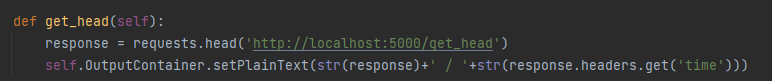 def get_head(self):
    response = requests.head('http://localhost:5000/get_head')
    self.OutputContainer.setPlainText(str(response)+' / '+str(response.headers.get('time')))